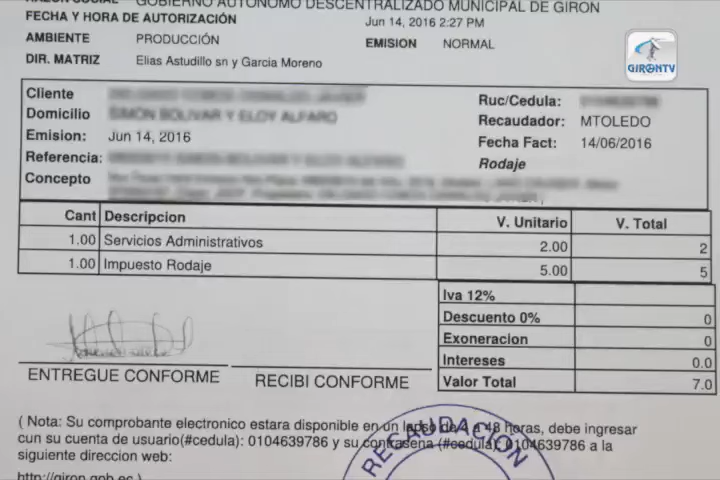 GOBIERNO AUTONOMO DESCENTRALIZADO MUNICIPAL DE GIRON
FECHA Y HORA DE AUTORIZACIÓN Jun 14, 2016 2:27 PM
AMBIENTE PRODUCCIÓN EMISION NORMAL
DIR. MATRIZ Elias Astudillo sn y Garcia Moreno
GIRONTV
Cliente Ruc/Cedula:
Domicilio SIMON BOLIVAR Y ELOY ALFARO Recaudador: MTOLEDO
Emision: Jun 14, 2016 Fecha Fact: 14/06/2016
Referencia: Rodaje
Concepto
Cant Descripcion V. Unitario V. Total
1.00 Servicios Administrativos 2.00 2
1.00 Impuesto Rodaje 5.00 5
Iva 12%
Descuento 0% 0
Exoneracion 0
Intereses 0.0
Valor Total 7.0
ENTREGUE CONFORME RECIBI CONFORME
( Nota: Su comprobante electronico estara disponible en un lapso de 4 a 48 horas, debe ingresar
cun su cuenta de usuario(#cedula): 0104639786 y su contrasena (#cedula): 0104639786 a la
siguiente direccion web:
http://giron.gob.ec )
RECAUDACIÓN